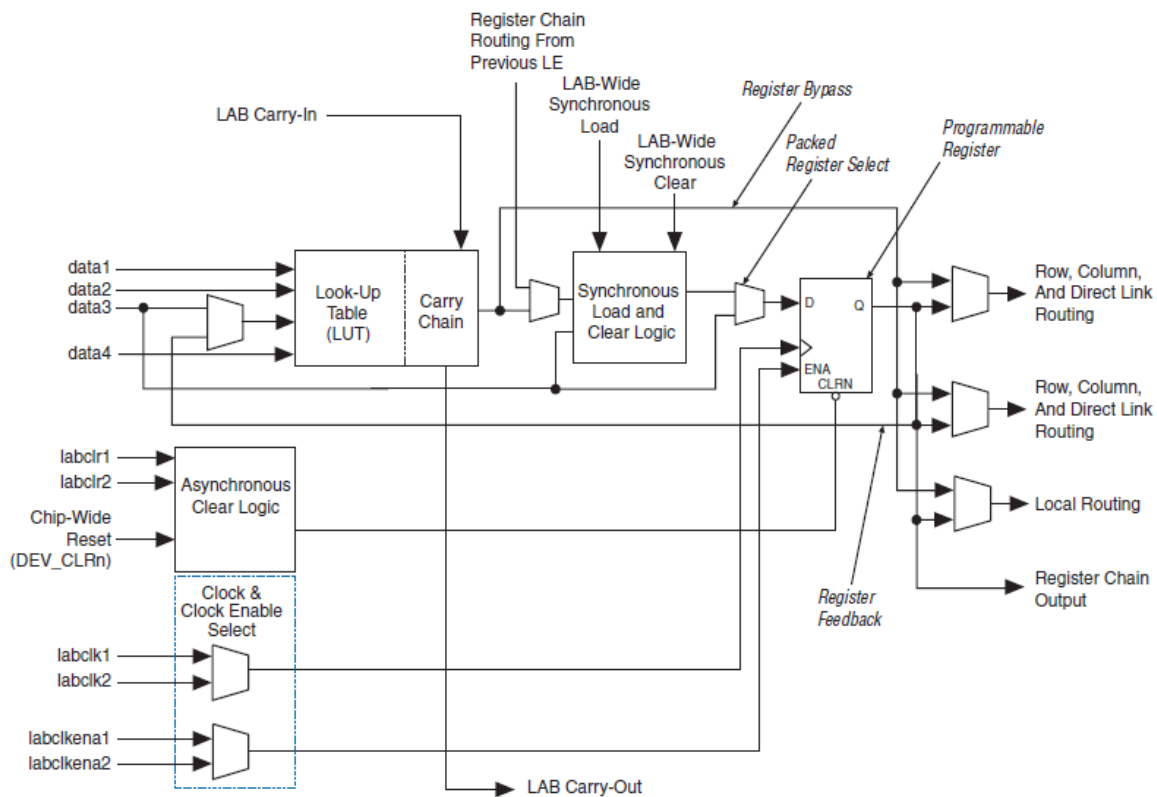 Register Chain
Routing From
Previous LE
LAB-Wide
Synchronous
Load
Register Bypass
LAB Carry-In
LAB-Wide
Synchronous
Clear
Packed
Register Select
Programmable
Register
data1
data2
data3
data4
Look-Up
Table
(LUT)
Carry
Chain
Synchronous
Load and
Clear Logic
D
Q
ENA
CLRN
Row, Column,
And Direct Link
Routing
Row, Column,
And Direct Link
Routing
Local Routing
Register Chain
Output
Register
Feedback
labclr1
labclr2
Chip-Wide
Reset
(DEV_CLRn)
Asynchronous
Clear Logic
Clock &
Clock Enable
Select
labclk1
labclk2
labclkena1
labclkena2
LAB Carry-Out